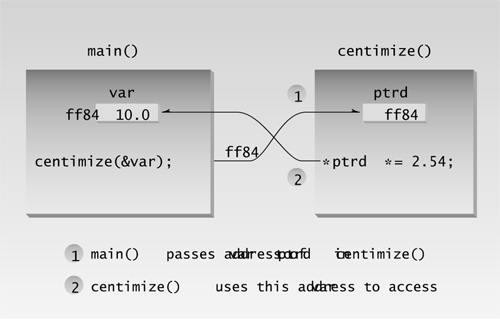 main()
centimize()
var
ptrd
1
ff84 10.0
ff84
centimize(&var);
ff84
*ptrd *= 2.54;
2
1 main() passes centimize()
2 centimize() uses this to access